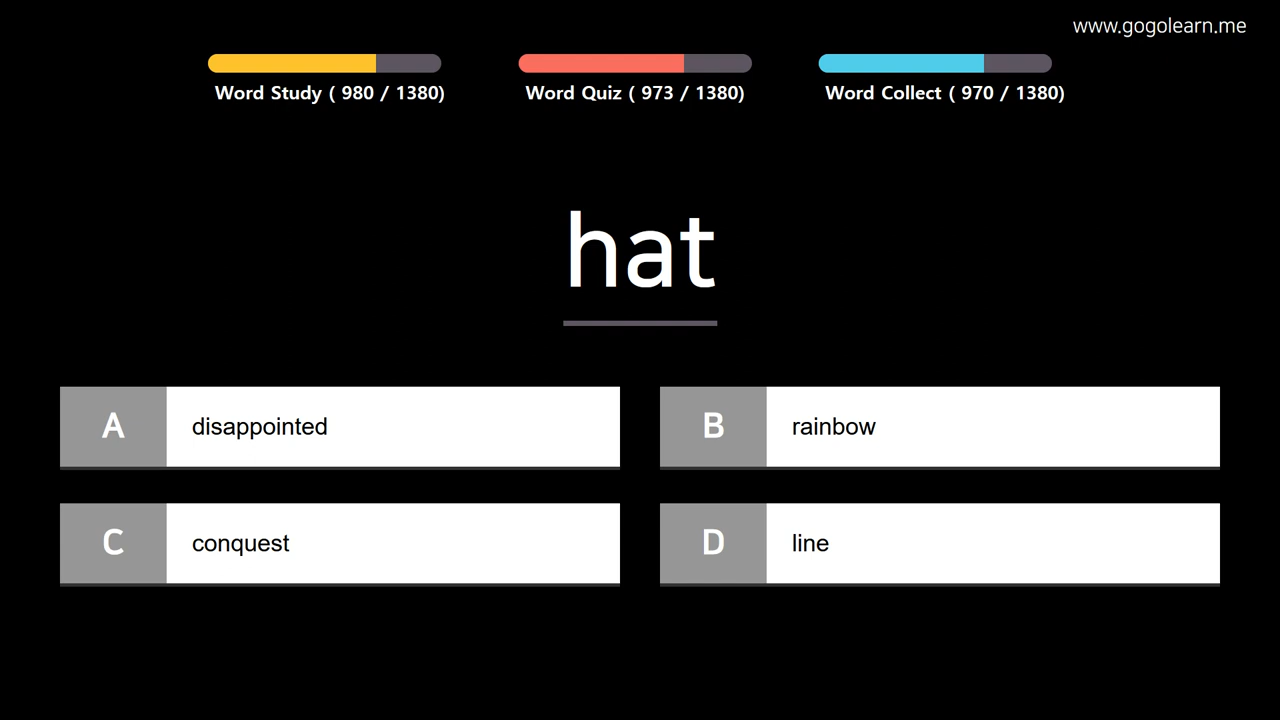 www.gogolearn.me
Word Study ( 980 / 1380)
Word Quiz ( 973 / 1380)
Word Collect ( 970 / 1380)
hat
A disappointed
B rainbow
C conquest
D line